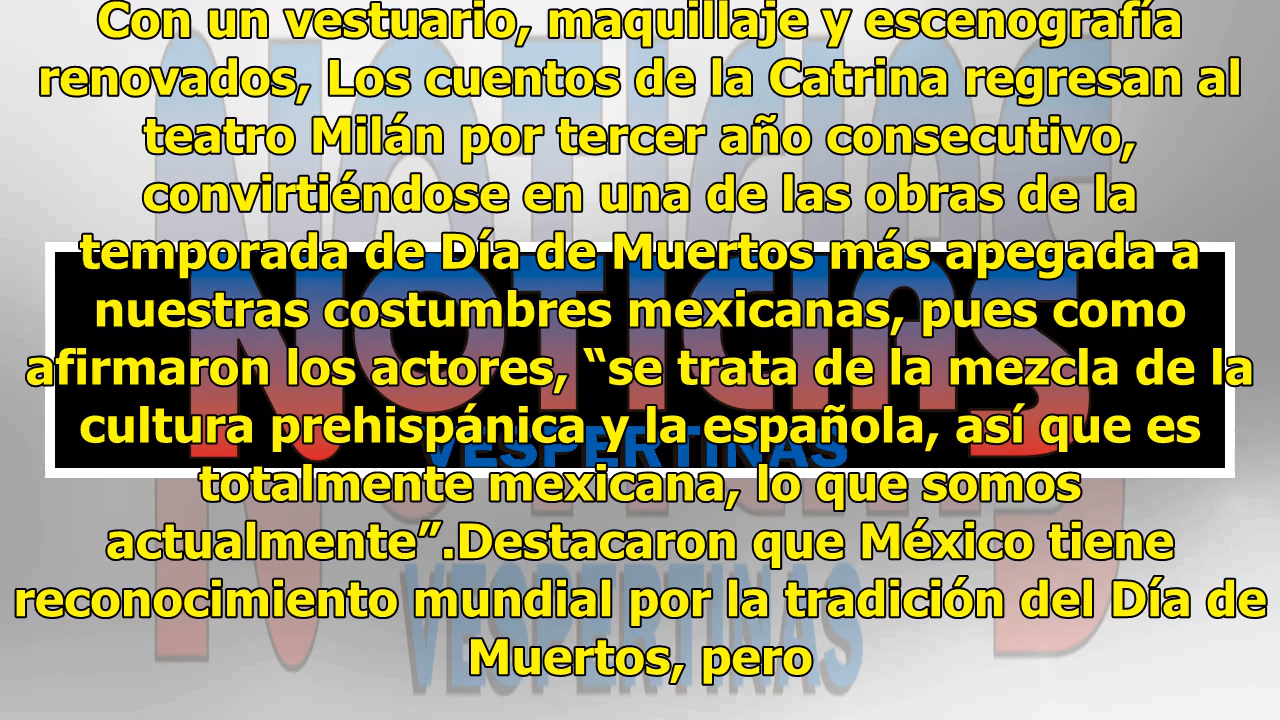 Con un vestuario, maquillaje y escenografía
renovados, Los cuentos de la Catrina regresan al
teatro Milán por tercer año consecutivo,
convirtiéndose en una de las obras de la
temporada de Día de Muertos más apegada a
nuestras costumbres mexicanas, pues como
afirmaron los actores, “se trata de la mezcla de la
cultura prehispánica y la española, así que es
totalmente mexicana, lo que somos
actualmente”.Destacaron que México tiene
reconocimiento mundial por la tradición del Día de
Muertos, pero
NOTICIAS
VESPERTINAS
NOTICIAS
VESPERTINAS